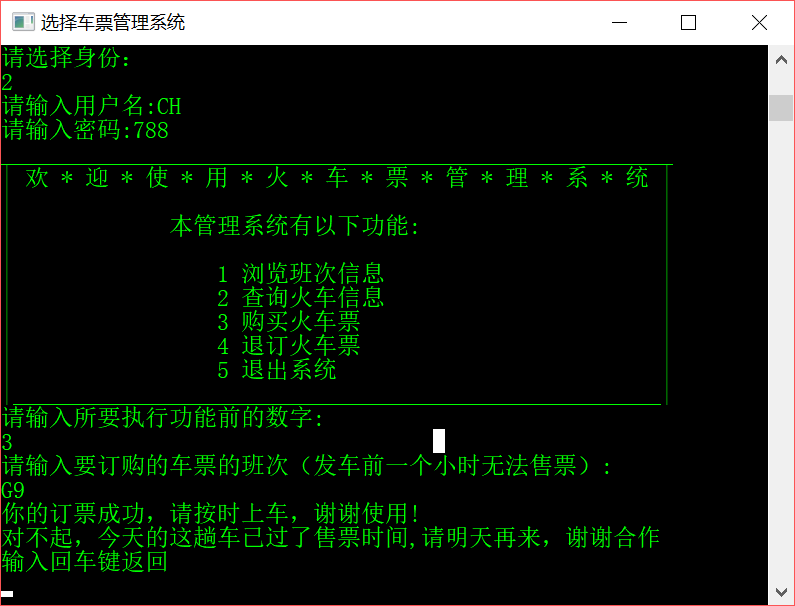 选择车票管理系统
请选择身份:
2
请输入用户名:CH
请输入密码:788
欢 * 迎 * 使 * 用 * 火 * 车 * 票 * 管 * 理 * 系 * 统
本管理系统有以下功能:
1 浏览班次信息
2 查询火车信息
3 购买火车票
4 退订火车票
5 退出系统
请输入所要执行功能前的数字:
3
请输入要订购的车票的班次（发车前一个小时无法售票）:
G9
你的订票成功，请按时上车，谢谢使用!
对不起，今天的这趟车已过了售票时间,请明天再来，谢谢合作
输入回车键返回